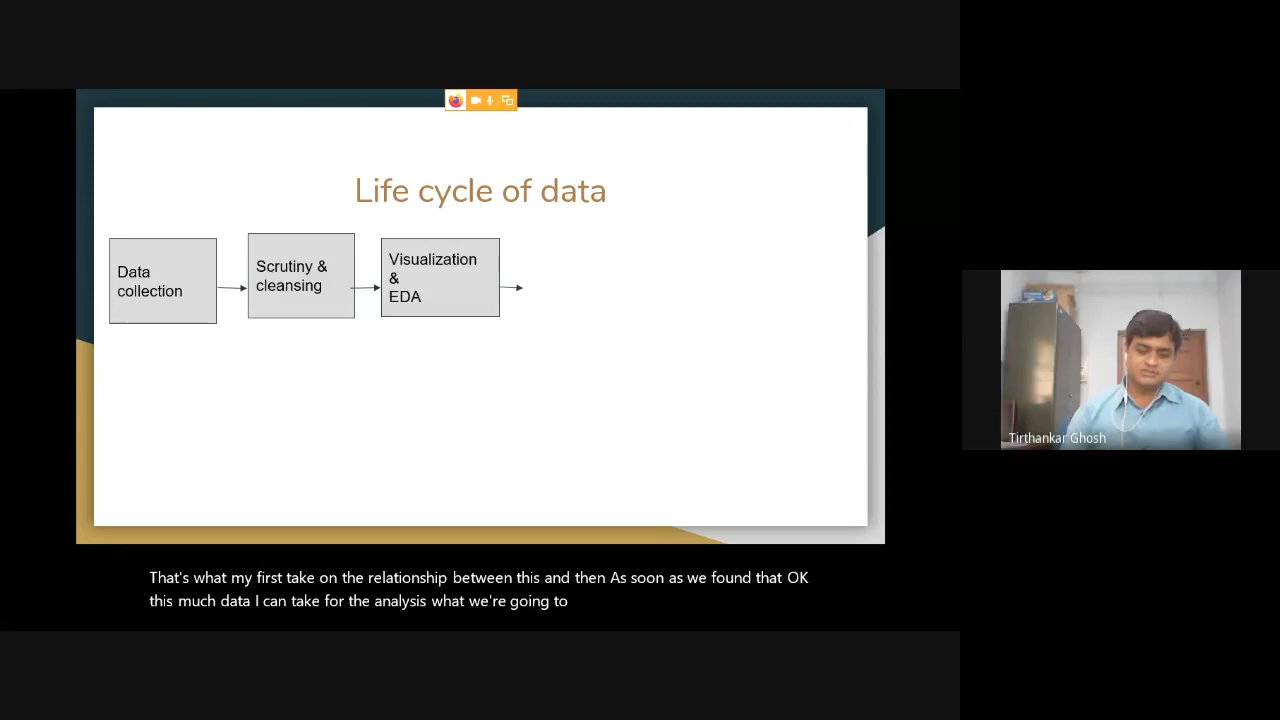 Life cycle of data
Data
collection
Scrutiny &
cleansing
Visualization
&
EDA
Tirthankar Ghosh
That's what my first take on the relationship between this and then As soon as we found that OK
this much data I can take for the analysis what we're going to